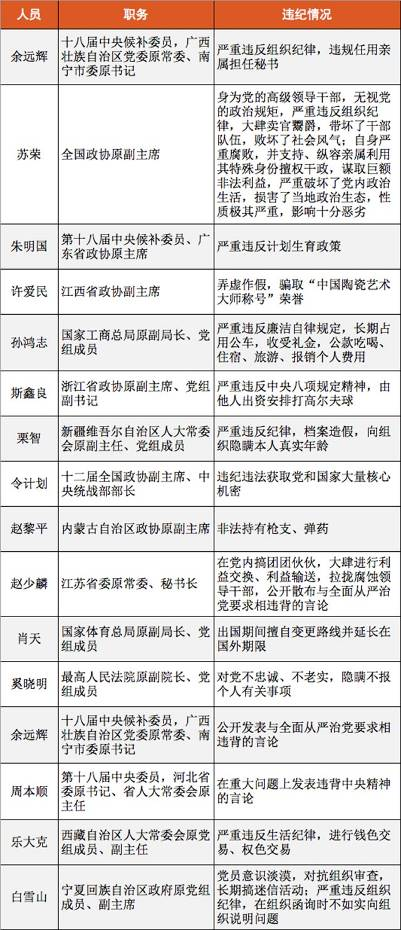 人员 职务 违纪情况
余远辉 十八届中央候补委员，广西
壮族自治区党委原常委、南
宁市委原书记
严重违反组织纪律，违规任用亲
属担任秘书
苏荣 全国政协原副主席
身为党的高级领导干部，无视党
的政治规矩，严重违反组织纪
律，大肆卖官鬻爵，带坏了干部
队伍，败坏了社会风气；自身严
重腐败，并支持、纵容亲属利用
其特殊身份擅权干政，谋取巨额
非法利益，严重破坏了党内政治
生活，损害了当地政治生态，性
质极其严重，影响十分恶劣
朱明国 第十八届中央候补委员、广
东省政协原主席
严重违反计划生育政策
许爱民 江西省政协副主席
弄虚作假，骗取“中国陶瓷艺术
大师称号”荣誉
孙鸿志 国家工商总局原副局长、党
组成员
严重违反廉洁自律规定，长期占
用公车，收受礼金，公款吃喝、
住宿、旅游、报销个人费用
斯鑫良 浙江省政协原副主席、党组
副书记
严重违反中央八项规定精神，由
他人出资安排打高尔夫球
栗智 新疆维吾尔自治区人大常委
会原副主任、党组成员
严重违反纪律，档案造假，向组
织隐瞒本人真实年龄
令计划 十二届全国政协副主席、中
央统战部部长
违纪违法获取党和国家大量核心
机密
赵黎平 内蒙古自治区政协原副主席 非法持有枪支、弹药
赵少麟 江苏省委原常委、秘书长
在党内搞团团伙伙，大肆进行利
益交换、利益输送，拉拢腐蚀领
导干部，公开散布与全面从严治
党要求相违背的言论
肖天 国家体育总局原副局长、党
组成员
出国期间擅自变更路线并延长在
国外期限
奚晓明 最高人民法院原副院长、党
组成员
对党不忠诚、不老实，隐瞒不报
个人有关事项
余远辉 十八届中央候补委员，广西
壮族自治区党委原常委、南
宁市委原书记
公开发表与全面从严治党要求相
违背的言论
周本顺 第十八届中央委员，河北省
委原书记、省人大常委会原
主任
在重大问题上发表违背中央精神
的言论
乐大克 西藏自治区人大常委会原党
组成员、副主任
严重违反生活纪律，进行钱色交
易、权色交易
白雪山 宁夏回族自治区政府原党组
成员、副主席
党员意识淡漠，对抗组织审查，
长期搞迷信活动；严重违反组织
纪律，在组织函询时不如实向组
织说明问题